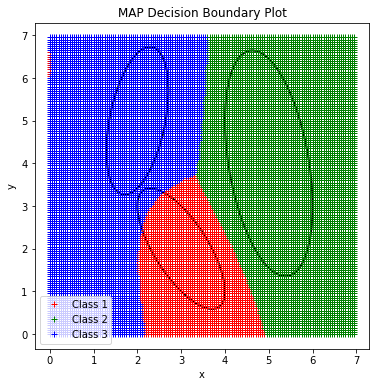 MAP Decision Boundary Plot
y
7
6
5
4
3
2
1
0
Class 1
Class 2
Class 3
0 1 2 3 4 5 6 7
x